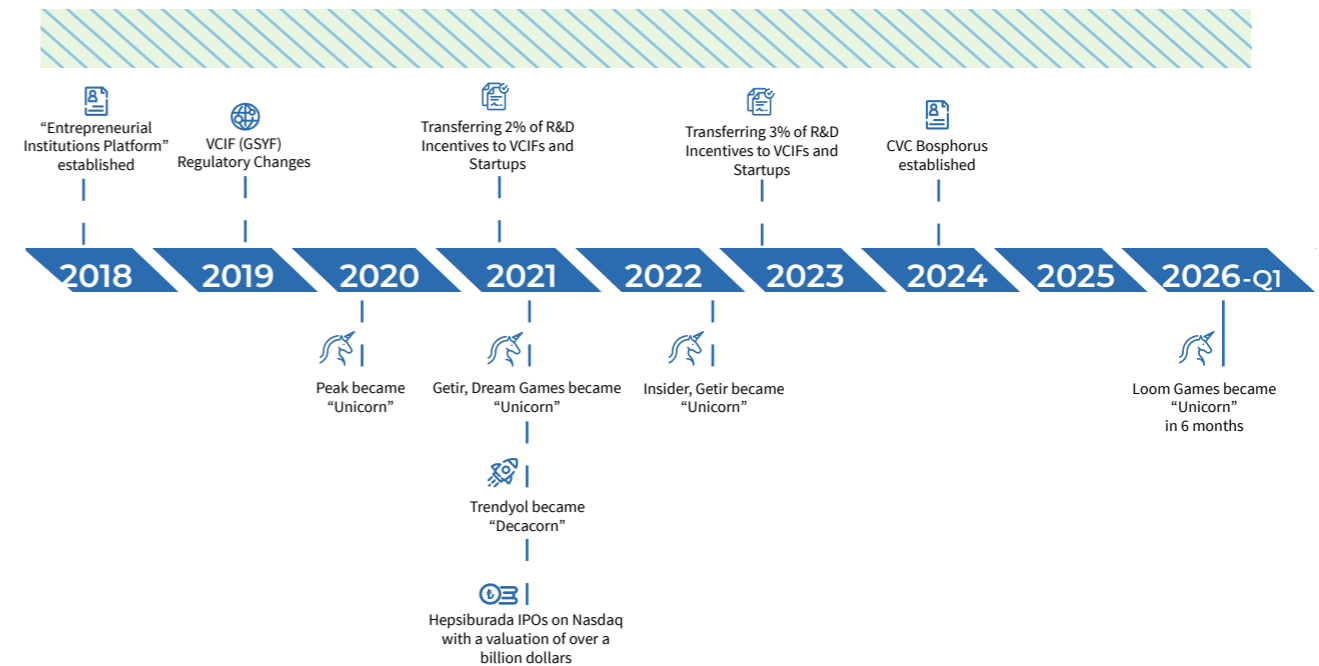 “Entrepreneurial
Institutions Platform”
established
VCIF (GSYF)
Regulatory Changes
Transferring 2% of R&D
Incentives to VCIFs and
Startups
Transferring 3% of R&D
Incentives to VCIFs and
Startups
CVC Bosphorus
established
2018
2019
2020
2021
2022
2023
2024
2025
2026-Q1
Peak became
“Unicorn”
Getir, Dream Games became
“Unicorn”
Insider, Getir became
“Unicorn”
Loom Games became
“Unicorn”
in 6 months
Trendyol became
“Decacorn”
Hepsiburada IPOs on Nasdaq
with a valuation of over a
billion dollars